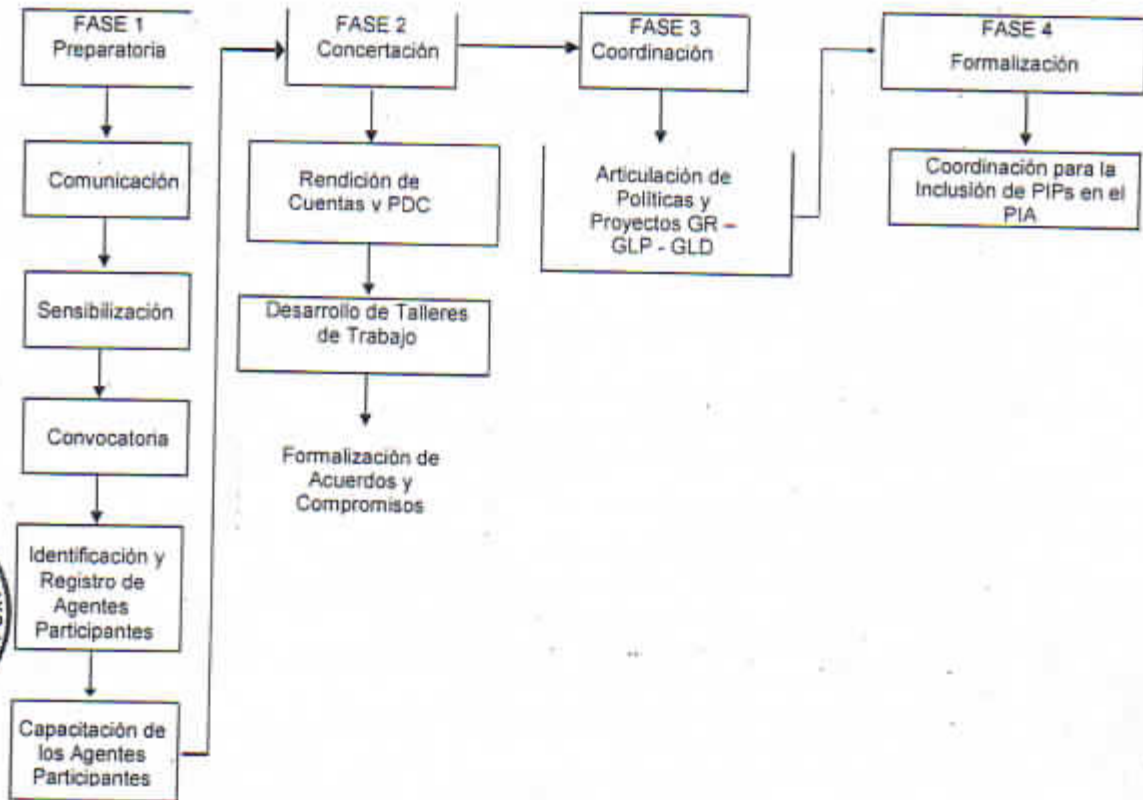 FASE 1
Preparatoria
Comunicación
Sensibilización
Convocatoria
Identificación y
Registro de
Agentes
Participantes
Capacitación de
los Agentes
Participantes
FASE 2
Concertación
Rendición de
Cuentas y PDC
Desarrollo de Talleres
de Trabajo
Formalización de
Acuerdos y
Compromisos
FASE 3
Coordinación
Articulación de
Políticas y
Proyectos GR –
GLP - GLD
FASE 4
Formalización
Coordinación para la
Inclusión de PIPs en el
PIA